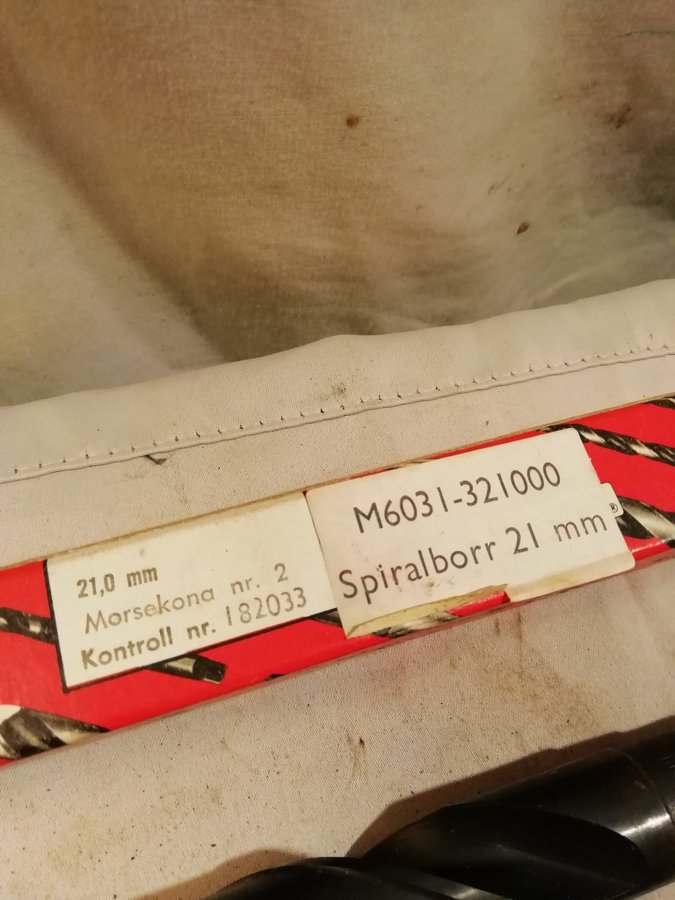 21,0 mm
Morsekona nr. 2
Kontroll nr. 182033
M6031-321000
Spiralborr 21 mm
®